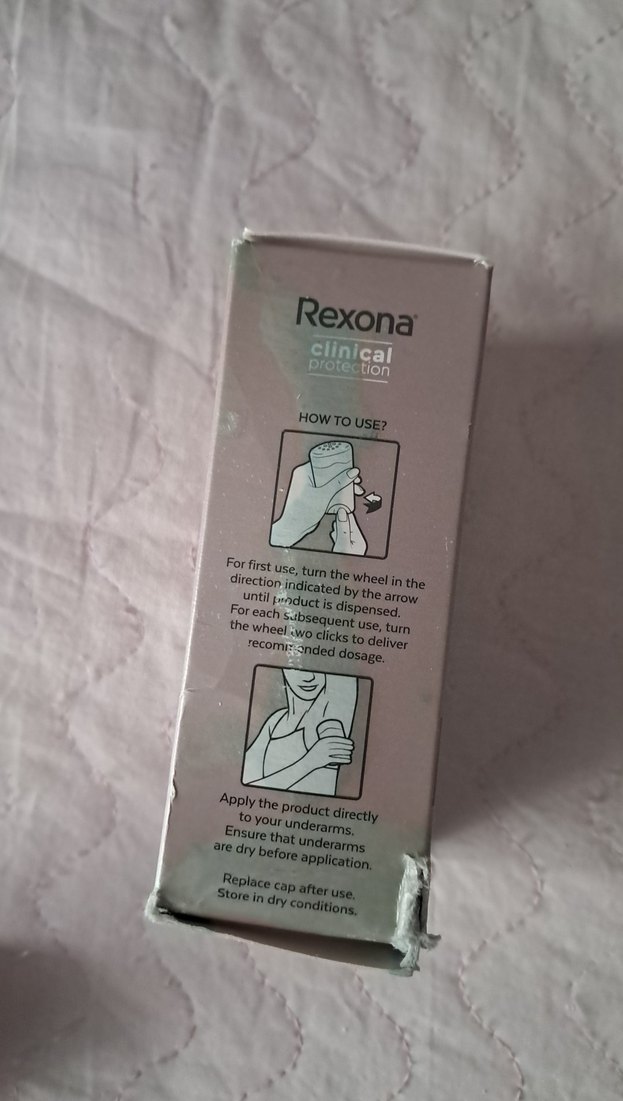 Rexona®
clinical
protection
HOW TO USE?
For first use, turn the wheel in the
direction indicated by the arrow
until product is dispensed.
For each subsequent use, turn
the wheel two clicks to deliver
recommended dosage.
Apply the product directly
to your underarms.
Ensure that underarms
are dry before application.
Replace cap after use.
Store in dry conditions.